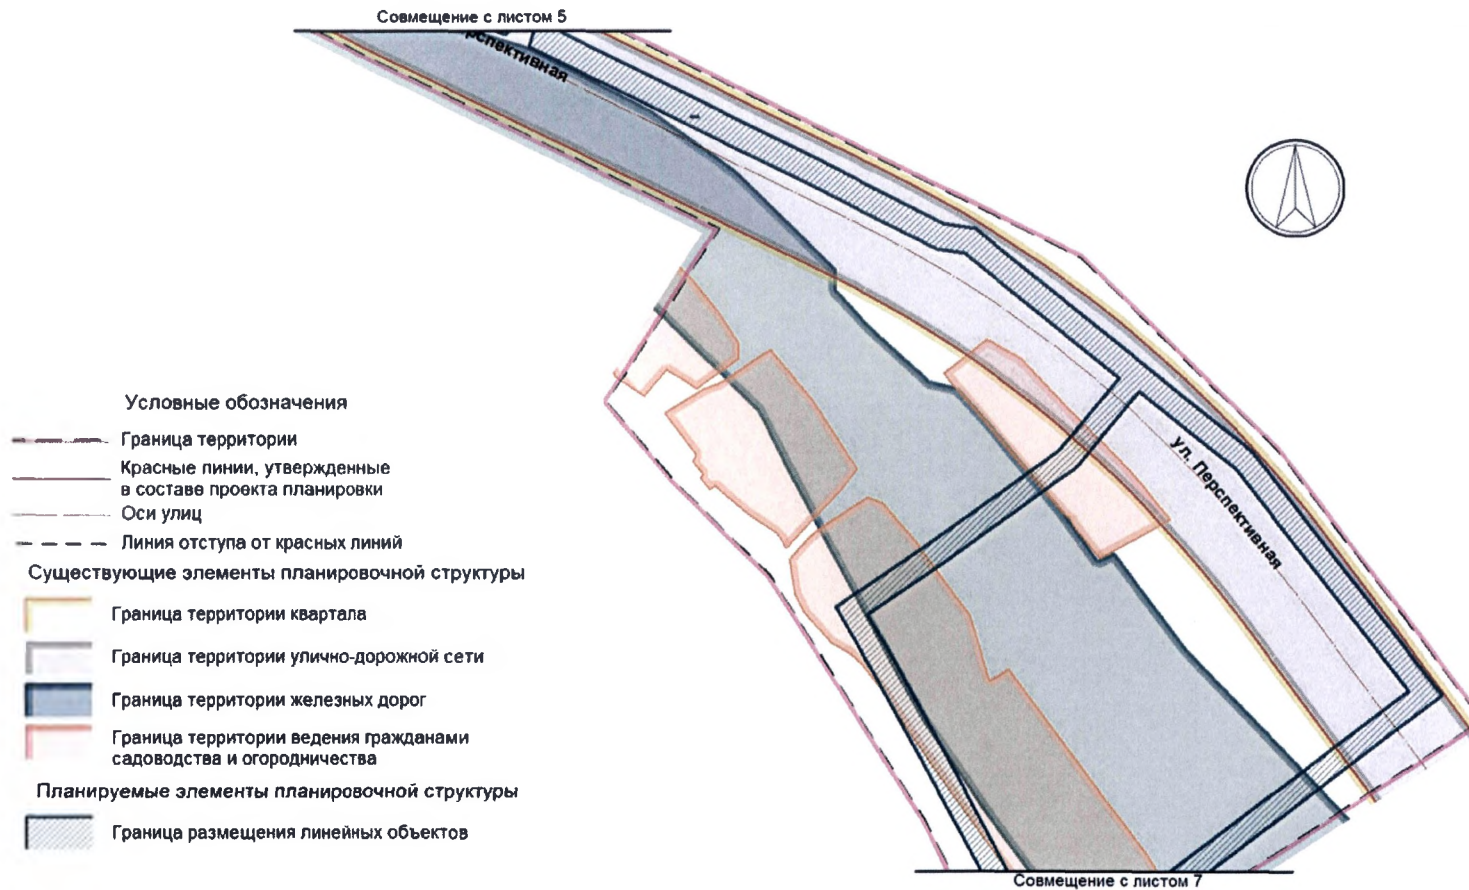 Совмещение с листом 5
рспективная
Условные обозначения
Граница территории
Красные линии, утвержденные
в составе проекта планировки
Оси улиц
Линия отступа от красных линий
Существующие элементы планировочной структуры
Граница территории квартала
Граница территории улично-дорожной сети
Граница территории железных дорог
Граница территории ведения гражданами
садоводства и огородничества
Планируемые элементы планировочной структуры
Граница размещения линейных объектов
ул. Перспективная
Совмещение с листом 7